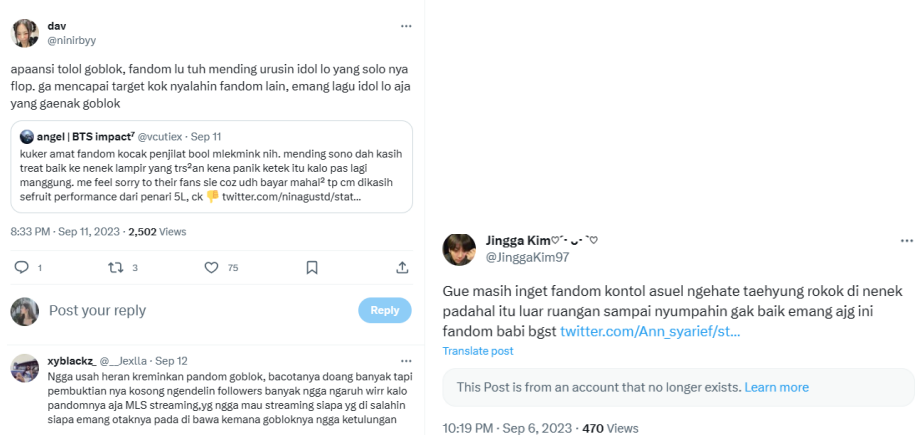 dav
@ninirbyy
apaansi tolol goblok, fandom lu tuh mending urusin idol lo yang solo nya
flop. ga mencapai target kok nyalahin fandom lain, emang lagu idol lo aja
yang gaenak goblok
angel | BTS impact⁷ @vcutiex · Sep 11
kuker amat fandom kocak penjilat bool mlekmink nih. mending sono dah kasih
treat baik ke nenek lampir yang trs²an kena panik ketek itu kalo pas lagi
manggung. me feel sorry to their fans sle coz udh bayar mahal² tp cm dikasih
sefruit performance dari penari 5L, ck 👎 twitter.com/ninagustd/stat...
8:33 PM · Sep 11, 2023 · 2,502 Views
1 3 75
Post your reply
Reply
xyblackz_ @__Jexlla · Sep 12
Ngga usah heran kreminkan pandom goblok, bacotanya doang banyak tapi
pembuktian nya kosong ngendelin followers banyak ngga ngaruh wirr kalo
pandomnya aja MLS streaming,yg ngga mau streaming siapa yg di salahin
siapa emang otaknya pada di bawa kemana gobloknya ngga ketulungan
Jingga Kim♡´･ᴗ･`♡
@JinggaKim97
Gue masih inget fandom kontol asuel ngehate taehyung rokok di nenek
padahal itu luar ruangan sampai nyumpahin gak baik emang ajg ini
fandom babi bgst twitter.com/Ann_syarief/st...
Translate post
This Post is from an account that no longer exists. Learn more
10:19 PM · Sep 6, 2023 · 470 Views